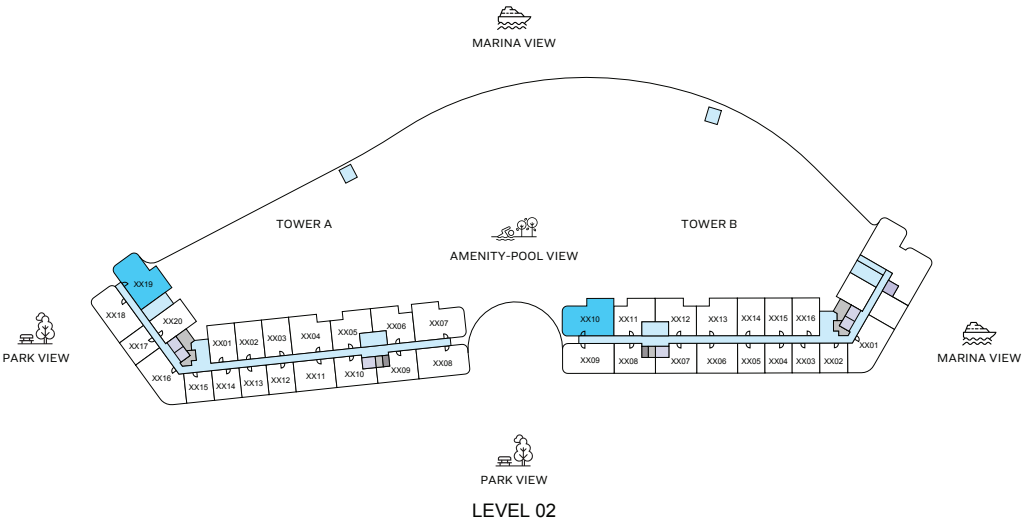 MARINA VIEW
TOWER A
TOWER B
AMENITY-POOL VIEW
XX19
XX18
XX20
XX17
XX16
XX15
XX01
XX02
XX03
XX04
XX05
XX06
XX07
XX14
XX13
XX12
XX11
XX10
XX09
XX08
XX10
XX11
XX12
XX13
XX14
XX15
XX16
XX09
XX08
XX07
XX06
XX05
XX04
XX03
XX02
XX01
PARK VIEW
MARINA VIEW
PARK VIEW
LEVEL 02